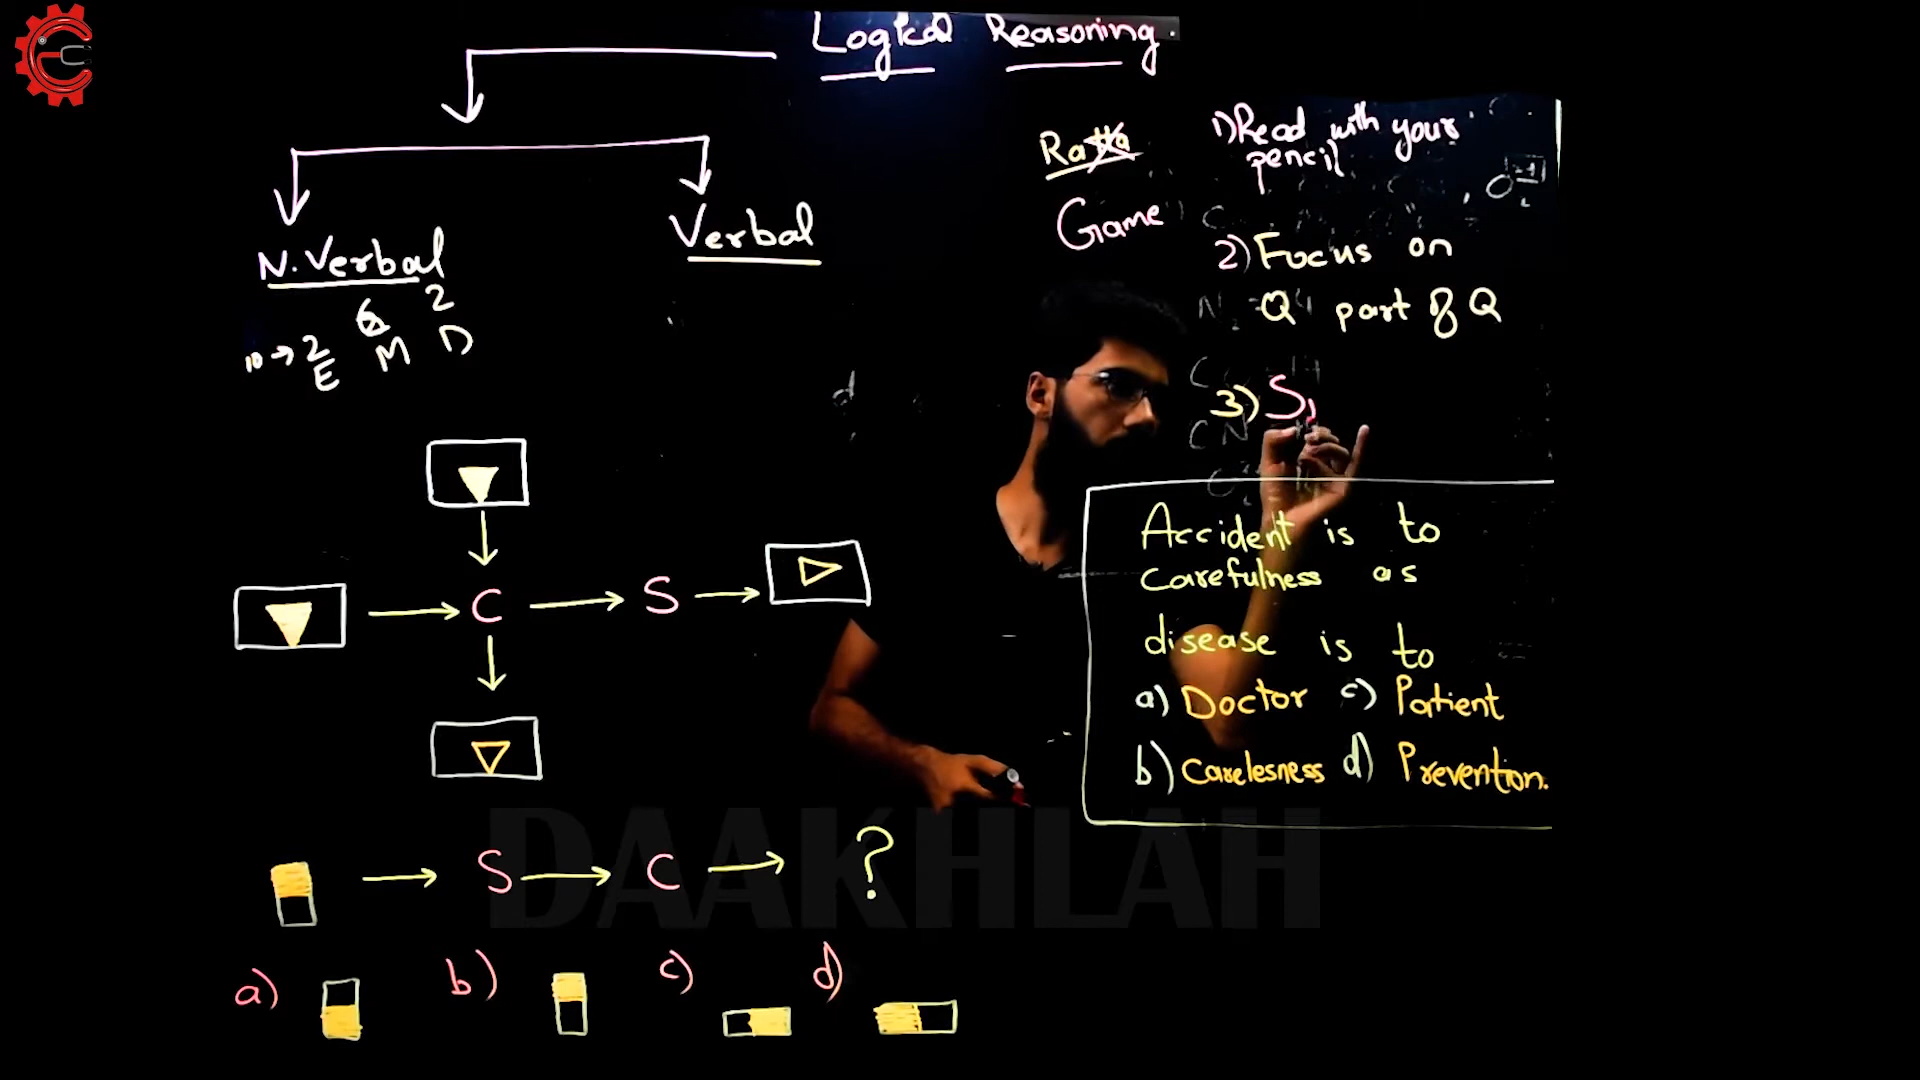 Logical Reasoning.
N. Verbal
Verbal
6 2
10 → 2 M D
E
C → S →
S → C → ?
a) b) c) d)
Ratta
Game
1) Read with your
pencil
2) Focus on
Q part of Q
3) S,
Accident is to
carefulness as
disease is to
a) Doctor c) Patient
b) Carelesness d) Prevention.
DAAKHLAH